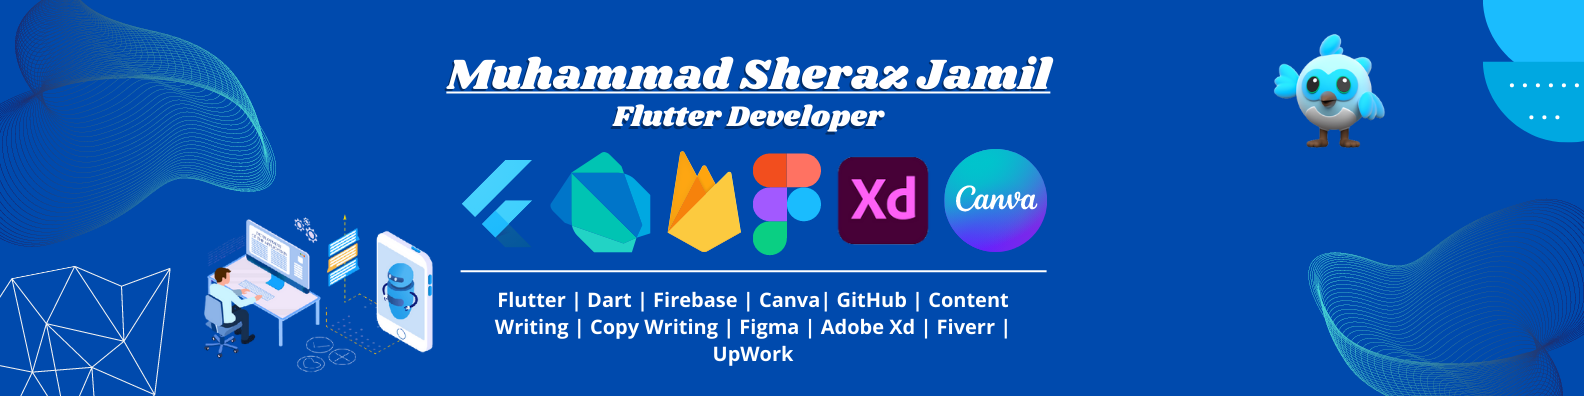 Muhammad Sheraz Jamil
Flutter Developer
Xd
Canva
Flutter | Dart | Firebase | Canva| GitHub | Content
Writing | Copy Writing | Figma | Adobe Xd | Fiverr |
UpWork